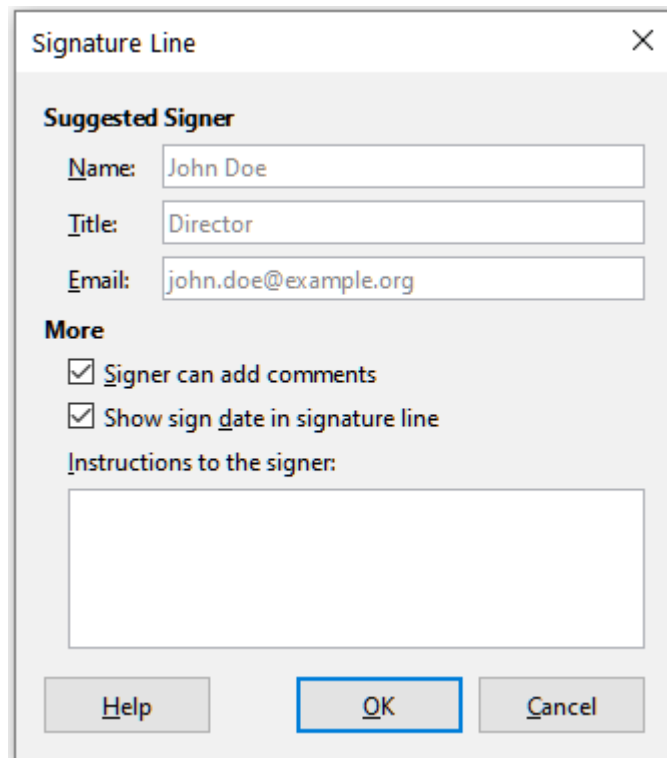 Signature Line
Suggested Signer
Name: John Doe
Title: Director
Email: john.doe@example.org
More
Signer can add comments
Show sign date in signature line
Instructions to the signer:
Help OK Cancel